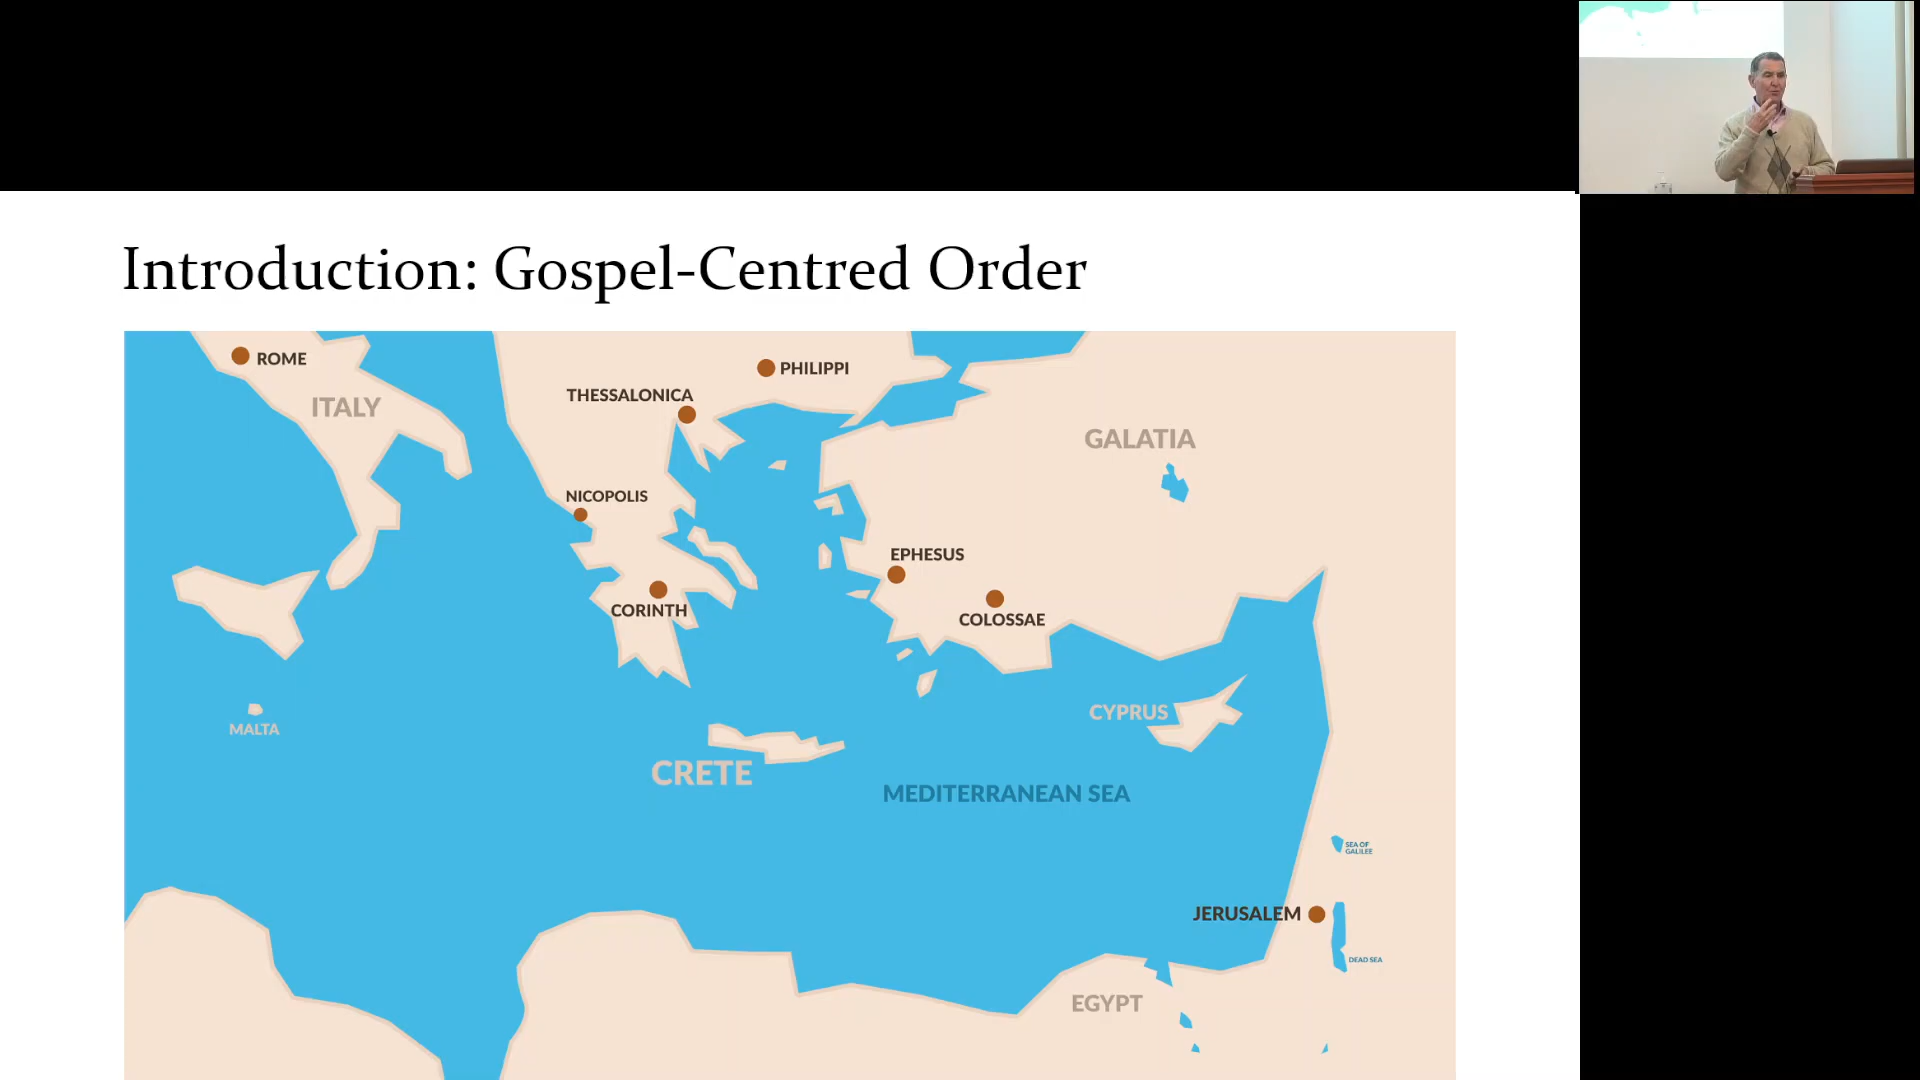 Introduction: Gospel-Centred Order
ROME
PHILIPPI
THESSALONICA
ITALY
GALATIA
NICOPOLIS
EPHESUS
CORINTH
COLOSSAE
CYPRUS
MALTA
CRETE
MEDITERRANEAN SEA
SEA OF
GALILEE
JERUSALEM
DEAD SEA
EGYPT